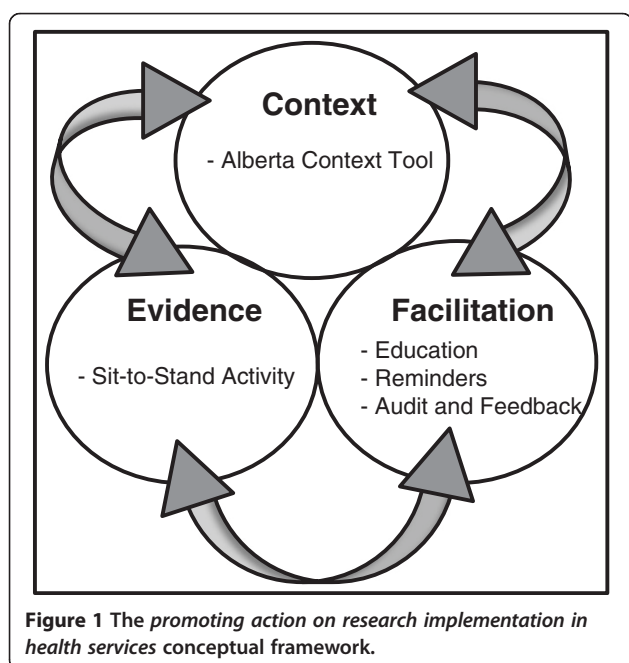 Context
- Alberta Context Tool
Evidence
- Sit-to-Stand Activity
Facilitation
- Education
- Reminders
- Audit and Feedback
Figure 1 The promoting action on research implementation in
health services conceptual framework.